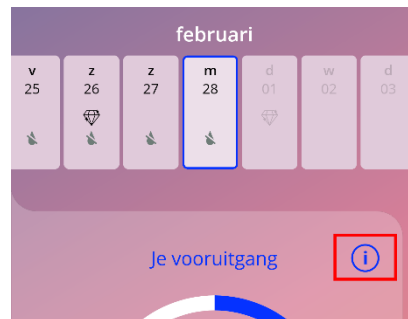 februari
v z z m d w d
25 26 27 28 01 02 03
Je vooruitgang
i